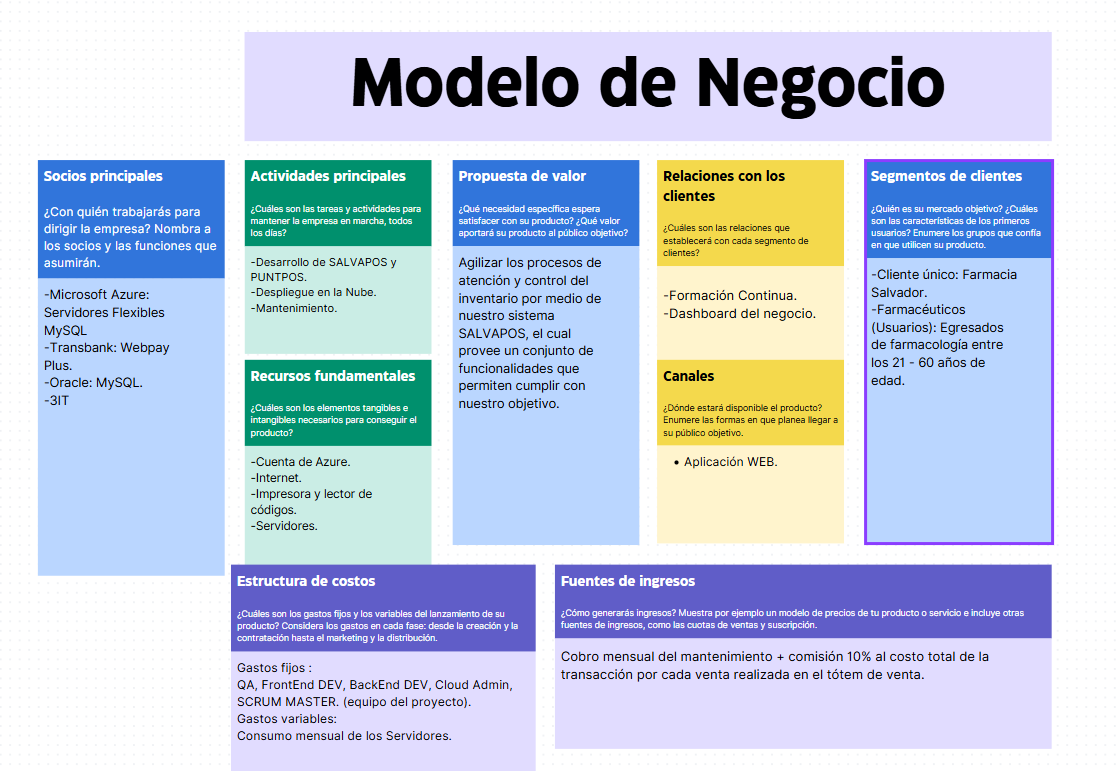 Modelo de Negocio
Socios principales
¿Con quién trabajarás para
dirigir la empresa? Nombra a
los socios y las funciones que
asumirán.
-Microsoft Azure:
Servidores Flexibles
MySQL
-Transbank: Webpay
Plus.
-Oracle: MySQL.
-3IT
Actividades principales
¿Cuáles son las tareas y actividades para
mantener la empresa en marcha, todos
los días?
-Desarrollo de SALVAPOS y
PUNTPOS.
-Despliegue en la Nube.
-Mantenimiento.
Recursos fundamentales
¿Cuáles son los elementos tangibles e
intangibles necesarios para conseguir el
producto?
-Cuenta de Azure.
-Internet.
-Impresora y lector de
códigos.
-Servidores.
Propuesta de valor
¿Qué necesidad específica espera
satisfacer con su producto? ¿Qué valor
aportará su producto al público objetivo?
Agilizar los procesos de
atención y control del
inventario por medio de
nuestro sistema
SALVAPOS, el cual
provee un conjunto de
funcionalidades que
permiten cumplir con
nuestro objetivo.
Relaciones con los
clientes
¿Cuáles son las relaciones que
establecerá con cada segmento de
clientes?
-Formación Continua.
-Dashboard del negocio.
Canales
¿Dónde estará disponible el producto?
Enumere las formas en que planea llegar a
su público objetivo.
• Aplicación WEB.
Segmentos de clientes
¿Quién es su mercado objetivo? ¿Cuáles
son las características de los primeros
usuarios? Enumere los grupos que confía
en que utilicen su producto.
-Cliente único: Farmacia
Salvador.
-Farmacéuticos
(Usuarios): Egresados
de farmacología entre
los 21 - 60 años de
edad.
Estructura de costos
¿Cuáles son los gastos fijos y los variables del lanzamiento de su
producto? Considera los gastos en cada fase: desde la creación y la
contratación hasta el marketing y la distribución.
Gastos fijos :
QA, FrontEnd DEV, BackEnd DEV, Cloud Admin,
SCRUM MASTER. (equipo del proyecto).
Gastos variables:
Consumo mensual de los Servidores.
Fuentes de ingresos
¿Cómo generarás ingresos? Muestra por ejemplo un modelo de precios de tu producto o servicio e incluye otras
fuentes de ingresos, como las cuotas de ventas y suscripción.
Cobro mensual del mantenimiento + comisión 10% al costo total de la
transacción por cada venta realizada en el tótem de venta.